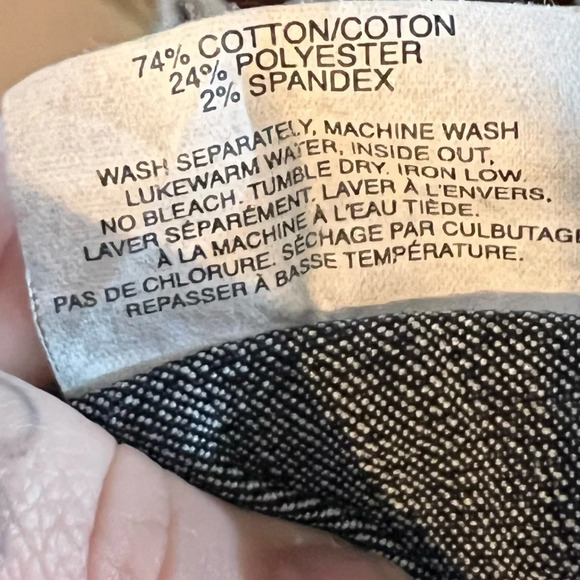 74% COTTON/COTON
24% POLYESTER
2% SPANDEX
WASH SEPARATELY, MACHINE WASH
LUKEWARM WATER, INSIDE OUT,
NO BLEACH. TUMBLE DRY. IRON LOW.
LAVER SÉPARÉMENT, LAVER À L'ENVERS,
À LA MACHINE À L'EAU TIÈDE.
PAS DE CHLORURE. SÉCHAGE PAR CULBUTAG
REPASSER À BASSE TEMPÉRATURE.